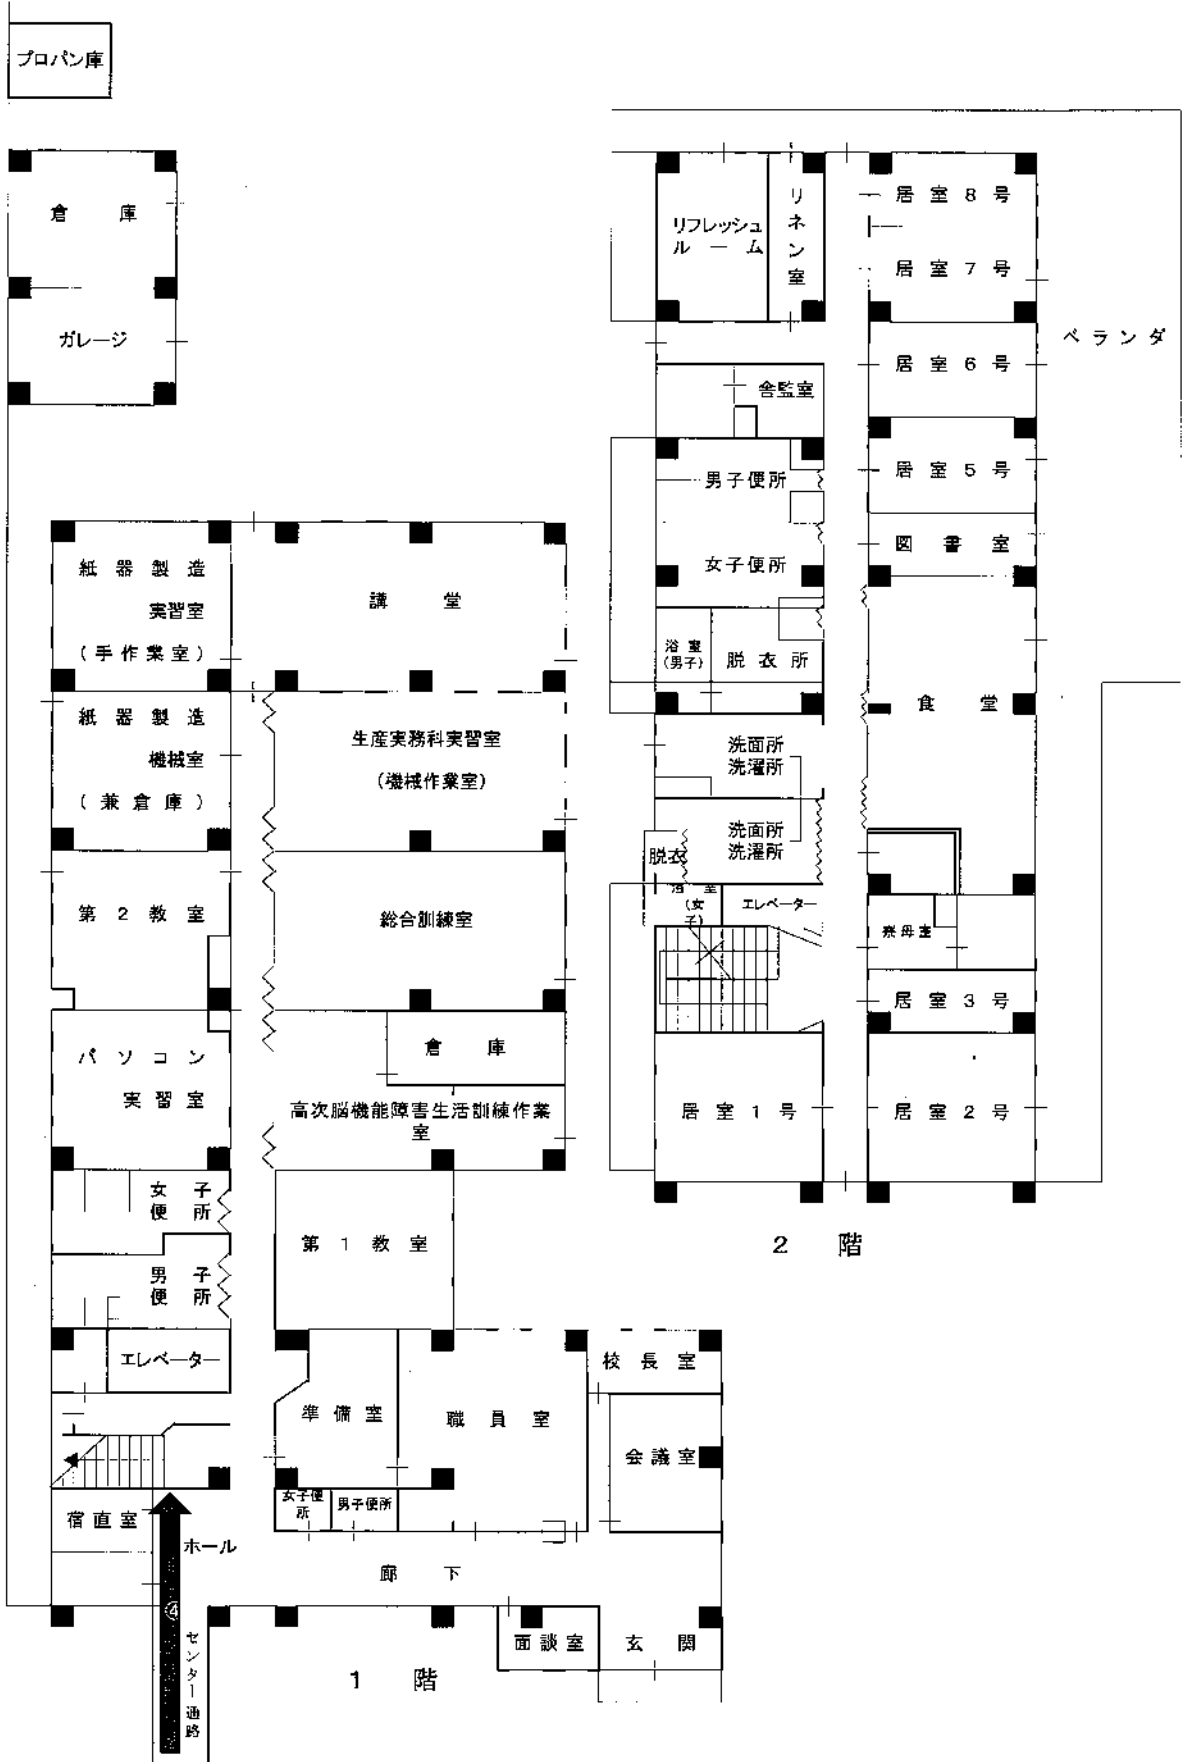 プロパン庫
倉庫
ガレージ
紙器製造
実習室
(手作業室)
講堂
紙器製造
機械室
(兼倉庫)
生産実務科実習室
(機械作業室)
第2教室
総合訓練室
パソコン
実習室
倉庫
高次脳機能障害生活訓練作業
室
女子
便所
第1教室
男子
便所
エレベーター
準備室
職員室
校長室
会議室
女子便
所
男子便所
宿直室
ホール
廊下
④
センター通路
面談室
玄関
1階
リフレッシュ
ルーム
リネン室
居室8号
居室7号
ベランダ
居室6号
舎監室
居室5号
男子便所
図書室
女子便所
浴室
(男子)
脱衣所
食堂
洗面所
洗濯所
洗面所
洗濯所
脱衣
浴室
(女
子)
エレベーター
寮母室
居室3号
居室1号
居室2号
2階